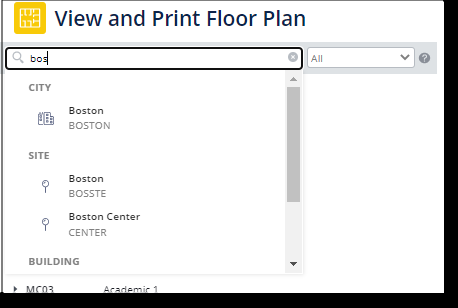 View and Print Floor Plan
bos
All
?
CITY
Boston
BOSTON
SITE
Boston
BOSSTE
Boston Center
CENTER
BUILDING
MC03 Academic 1